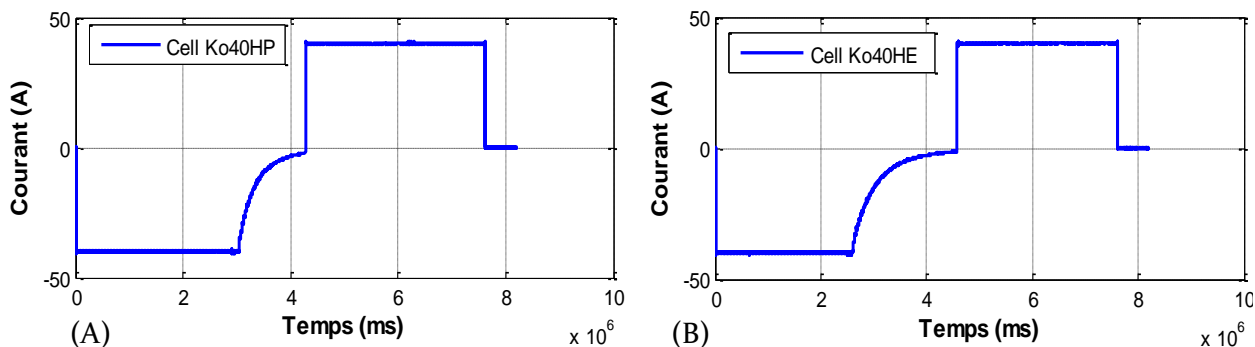 50
0
-50
Courant (A)
Cell Ko40HP
0 2 4 6 8 10
Temps (ms)
x 10^6
(A)
50
0
-50
Courant (A)
Cell Ko40HE
0 2 4 6 8 10
Temps (ms)
x 10^6
(B)